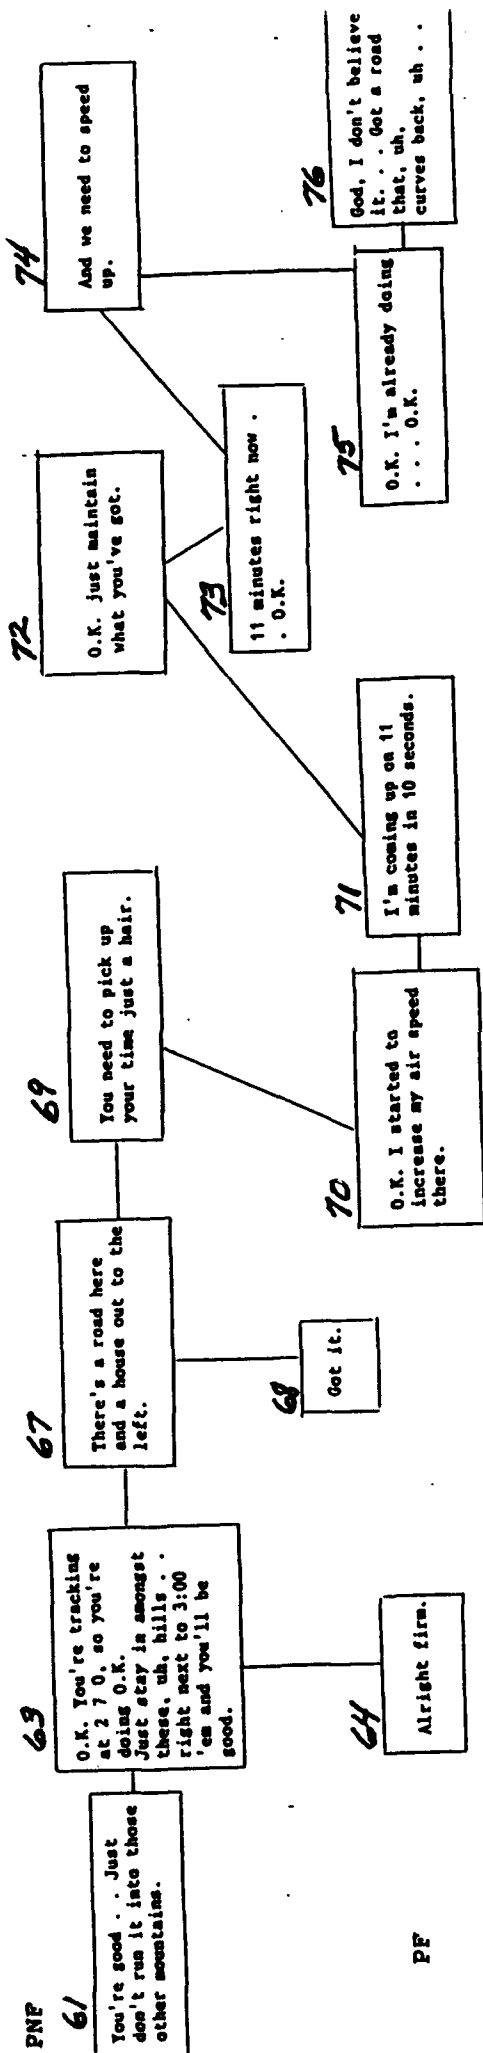 PNF
61
You're good . . Just
don't run it into those
other mountains.
63
O.K. You're tracking
at 2 7 0, so you're
doing O.K.
Just stay in amongst
these, uh, hills . .
right next to 3:00
'em and you'll be
good.
64
Alright firm.
67
There's a road here
and a house out to the
left.
68
Got it.
69
You need to pick up
your time just a hair.
70
O.K. I started to
increase my air speed
there.
71
I'm coming up on 11
minutes in 10 seconds.
72
O.K. just maintain
what you've got.
73
11 minutes right now .
. O.K.
74
And we need to speed
up.
75
O.K. I'm already doing
. . . O.K.
76
God, I don't believe
it. . . Got a road
that, uh,
curves back, uh . .
PF